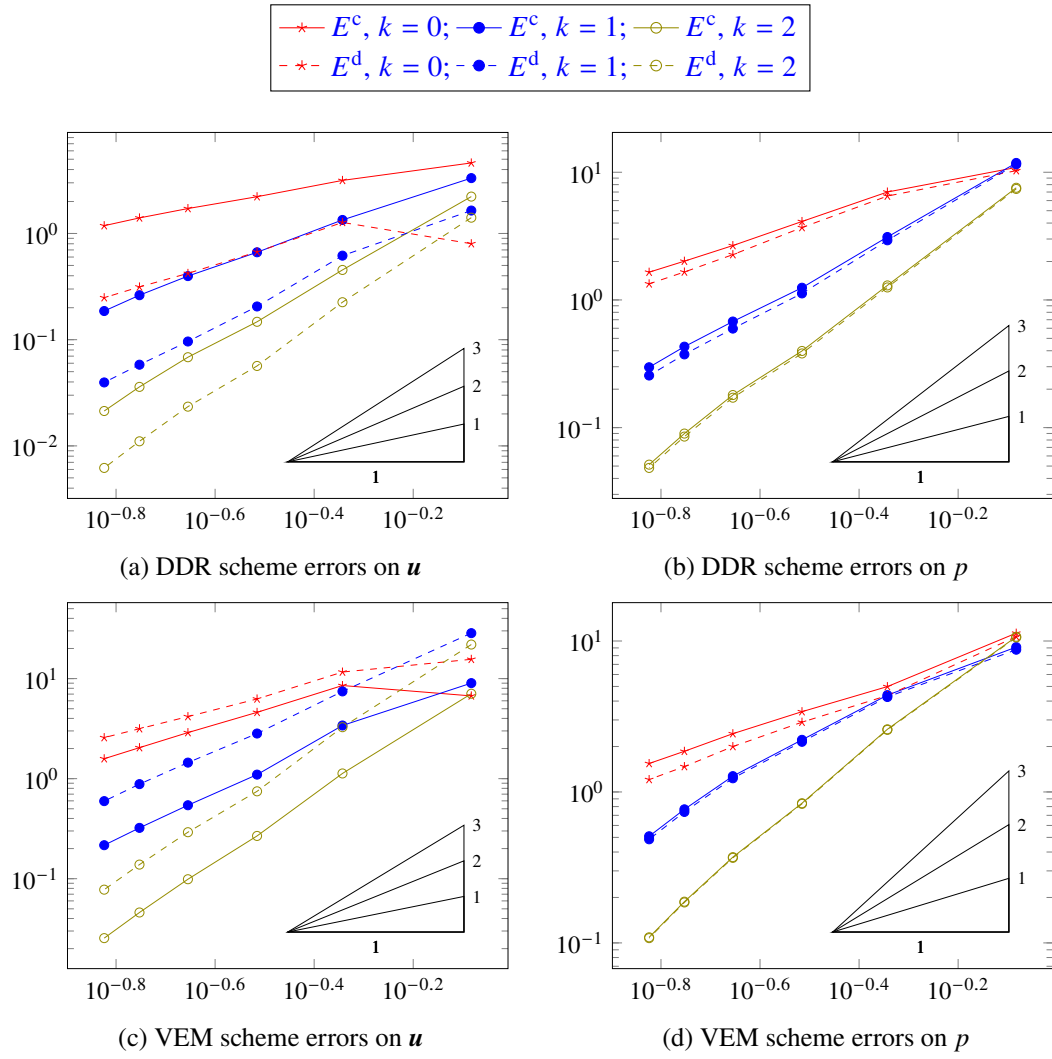 E^c, k = 0; E^c, k = 1; E^c, k = 2
E^d, k = 0; E^d, k = 1; E^d, k = 2
10^0
10^−1
10^−2
3
2
1
1
10^−0.8 10^−0.6 10^−0.4 10^−0.2
(a) DDR scheme errors on u
10^1
10^0
10^−1
3
2
1
1
10^−0.8 10^−0.6 10^−0.4 10^−0.2
(b) DDR scheme errors on p
10^1
10^0
10^−1
3
2
1
1
10^−0.8 10^−0.6 10^−0.4 10^−0.2
(c) VEM scheme errors on u
10^1
10^0
10^−1
3
2
1
1
10^−0.8 10^−0.6 10^−0.4 10^−0.2
(d) VEM scheme errors on p